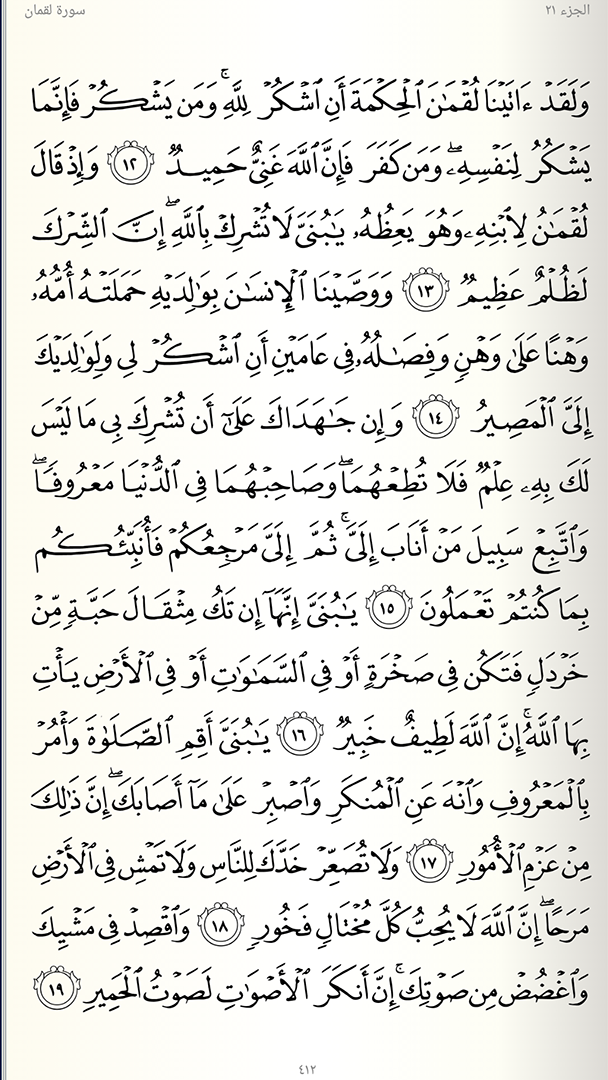 الجزء ٢١
سورة لقمان
وَلَقَدْ ءَاتَيْنَا لُقْمَٰنَ ٱلْحِكْمَةَ أَنِ ٱشْكُرْ لِلَّهِ ۚ وَمَن يَشْكُرْ فَإِنَّمَا
يَشْكُرُ لِنَفْسِهِۦ ۖ وَمَن كَفَرَ فَإِنَّ ٱللَّهَ غَنِىٌّ حَمِيدٌ ١٢ وَإِذْ قَالَ
لُقْمَٰنُ لِٱبْنِهِۦ وَهُوَ يَعِظُهُۥ يَٰبُنَىَّ لَا تُشْرِكْ بِٱللَّهِ ۖ إِنَّ ٱلشِّرْكَ
لَظُلْمٌ عَظِيمٌ ١٣ وَوَصَّيْنَا ٱلْإِنسَٰنَ بِوَٰلِدَيْهِ حَمَلَتْهُ أُمُّهُۥ
وَهْنًا عَلَىٰ وَهْنٍ وَفِصَٰلُهُۥ فِى عَامَيْنِ أَنِ ٱشْكُرْ لِى وَلِوَٰلِدَيْكَ
إِلَىَّ ٱلْمَصِيرُ ١٤ وَإِن جَٰهَدَاكَ عَلَىٰٓ أَن تُشْرِكَ بِى مَا لَيْسَ
لَكَ بِهِۦ عِلْمٌ فَلَا تُطِعْهُمَا ۖ وَصَاحِبْهُمَا فِى ٱلدُّنْيَا مَعْرُوفًا ۖ
وَٱتَّبِعْ سَبِيلَ مَنْ أَنَابَ إِلَىَّ ۚ ثُمَّ إِلَىَّ مَرْجِعُكُمْ فَأُنَبِّئُكُم
بِمَا كُنتُمْ تَعْمَلُونَ ١٥ يَٰبُنَىَّ إِنَّهَآ إِن تَكُ مِثْقَالَ حَبَّةٍ مِّنْ
خَرْدَلٍ فَتَكُن فِى صَخْرَةٍ أَوْ فِى ٱلسَّمَٰوَٰتِ أَوْ فِى ٱلْأَرْضِ يَأْتِ
بِهَا ٱللَّهُ ۚ إِنَّ ٱللَّهَ لَطِيفٌ خَبِيرٌ ١٦ يَٰبُنَىَّ أَقِمِ ٱلصَّلَوٰةَ وَأْمُرْ
بِٱلْمَعْرُوفِ وَٱنْهَ عَنِ ٱلْمُنكَرِ وَٱصْبِرْ عَلَىٰ مَآ أَصَابَكَ ۖ إِنَّ ذَٰلِكَ
مِنْ عَزْمِ ٱلْأُمُورِ ١٧ وَلَا تُصَعِّرْ خَدَّكَ لِلنَّاسِ وَلَا تَمْشِ فِى ٱلْأَرْضِ
مَرَحًا ۖ إِنَّ ٱللَّهَ لَا يُحِبُّ كُلَّ مُخْتَالٍ فَخُورٍ ١٨ وَٱقْصِدْ فِى مَشْيِكَ
وَٱغْضُضْ مِن صَوْتِكَ ۚ إِنَّ أَنكَرَ ٱلْأَصْوَٰتِ لَصَوْتُ ٱلْحَمِيرِ ١٩
٤١٢